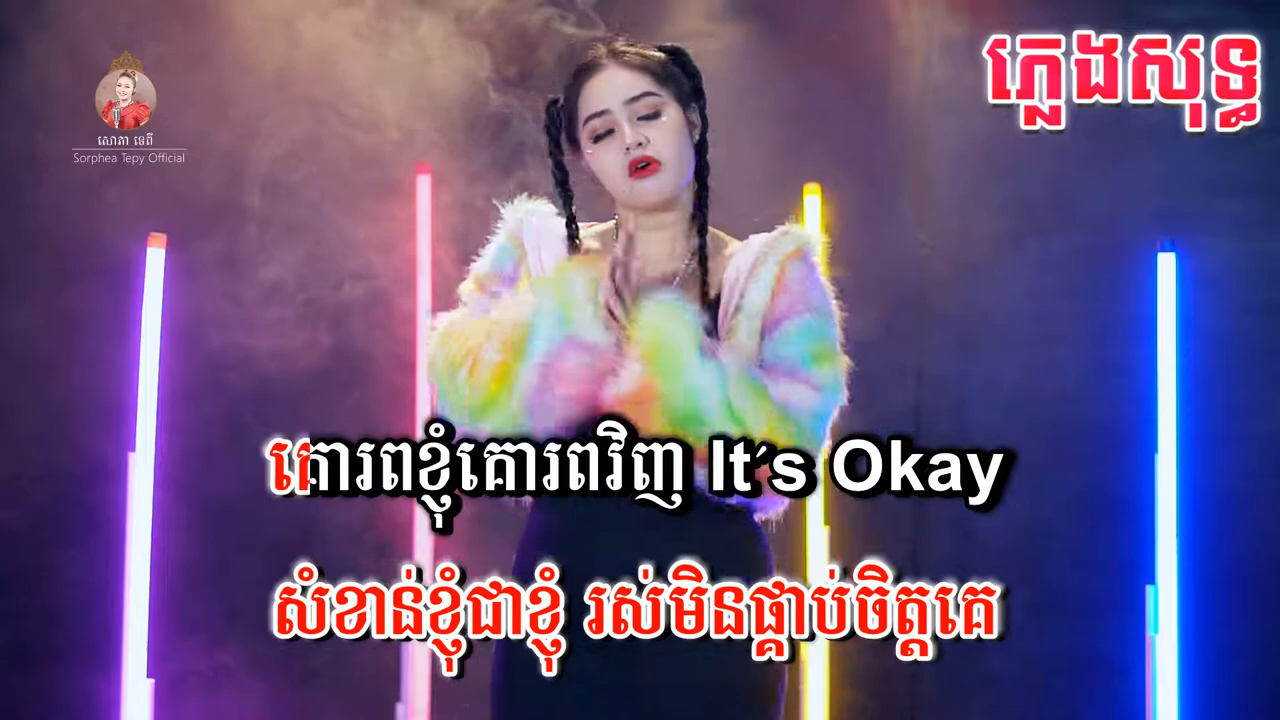 ភ្លេងសុទ្ធ
សោភា ទេពី
Sorphea Tepy Official
គោរពខ្ញុំគោរពវិញ It's Okay
សំខាន់ខ្ញុំជាខ្ញុំ រស់មិនផ្គាប់ចិត្តគេ